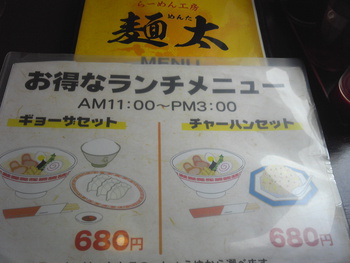 らーめん工房
めんた
麺太
MENU
お得なランチメニュー
AM11:00〜PM3:00
ギョーザセット
チャーハンセット
680円
680円